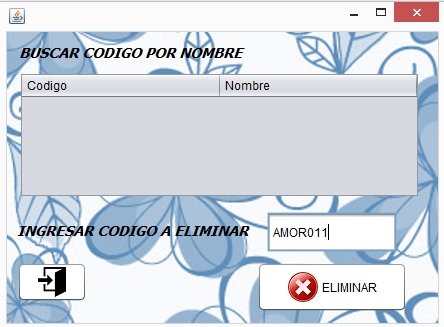 BUSCAR CODIGO POR NOMBRE
Codigo Nombre
INGRESAR CODIGO A ELIMINAR AMOR011
ELIMINAR